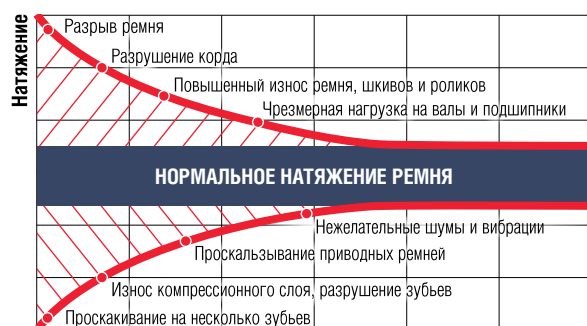 Натяжение
Разрыв ремня
Разрушение корда
Повышенный износ ремня, шкивов и роликов
Чрезмерная нагрузка на валы и подшипники
НОРМАЛЬНОЕ НАТЯЖЕНИЕ РЕМНЯ
Нежелательные шумы и вибрации
Проскальзывание приводных ремней
Износ компрессионного слоя, разрушение зубьев
Проскакивание на несколько зубьев